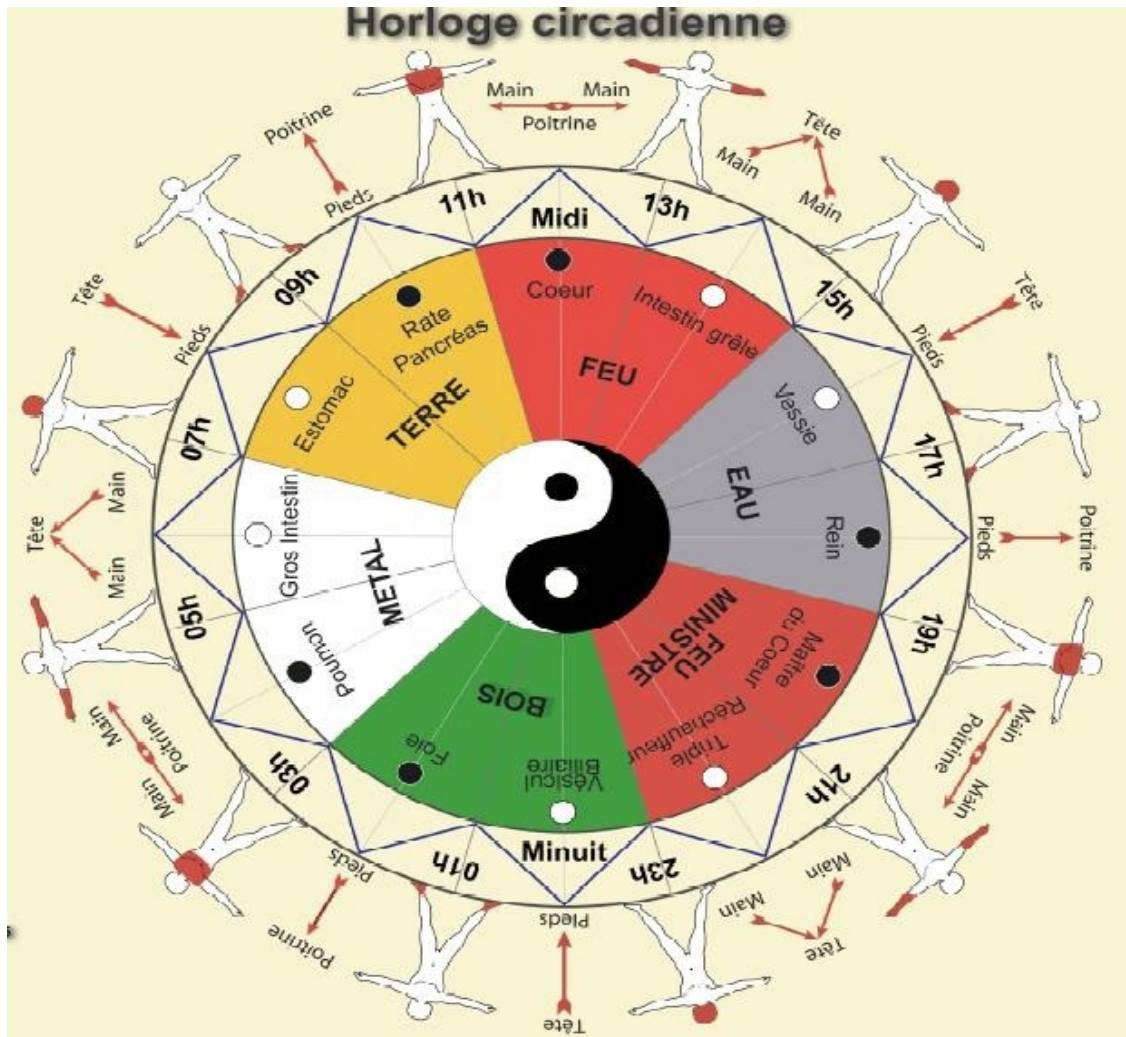 Horloge circadienne
Main
Main
Poitrine
Tête
Main
Main
Tête
Pieds
Pieds
Poitrine
Main
Poitrine
Main
Main
Main
Tête
Pieds
Tête
Pieds
Poitrine
Main
Poitrine
Main
Main
Tête
Main
Tête
Pieds
Poitrine
Pieds
Midi
13h
15h
17h
19h
21h
23h
Minuit
01h
03h
05h
07h
09h
11h
Coeur
Intestin grêle
FEU
Vessie
EAU
Rein
Maître
du Coeur
FEU
MINISTRE
Triple
Réchauffeur
Vésicul
Biliaire
BOIS
Foie
Poumon
METAL
Gros Intestin
Estomac
TERRE
Rate
Pancréas